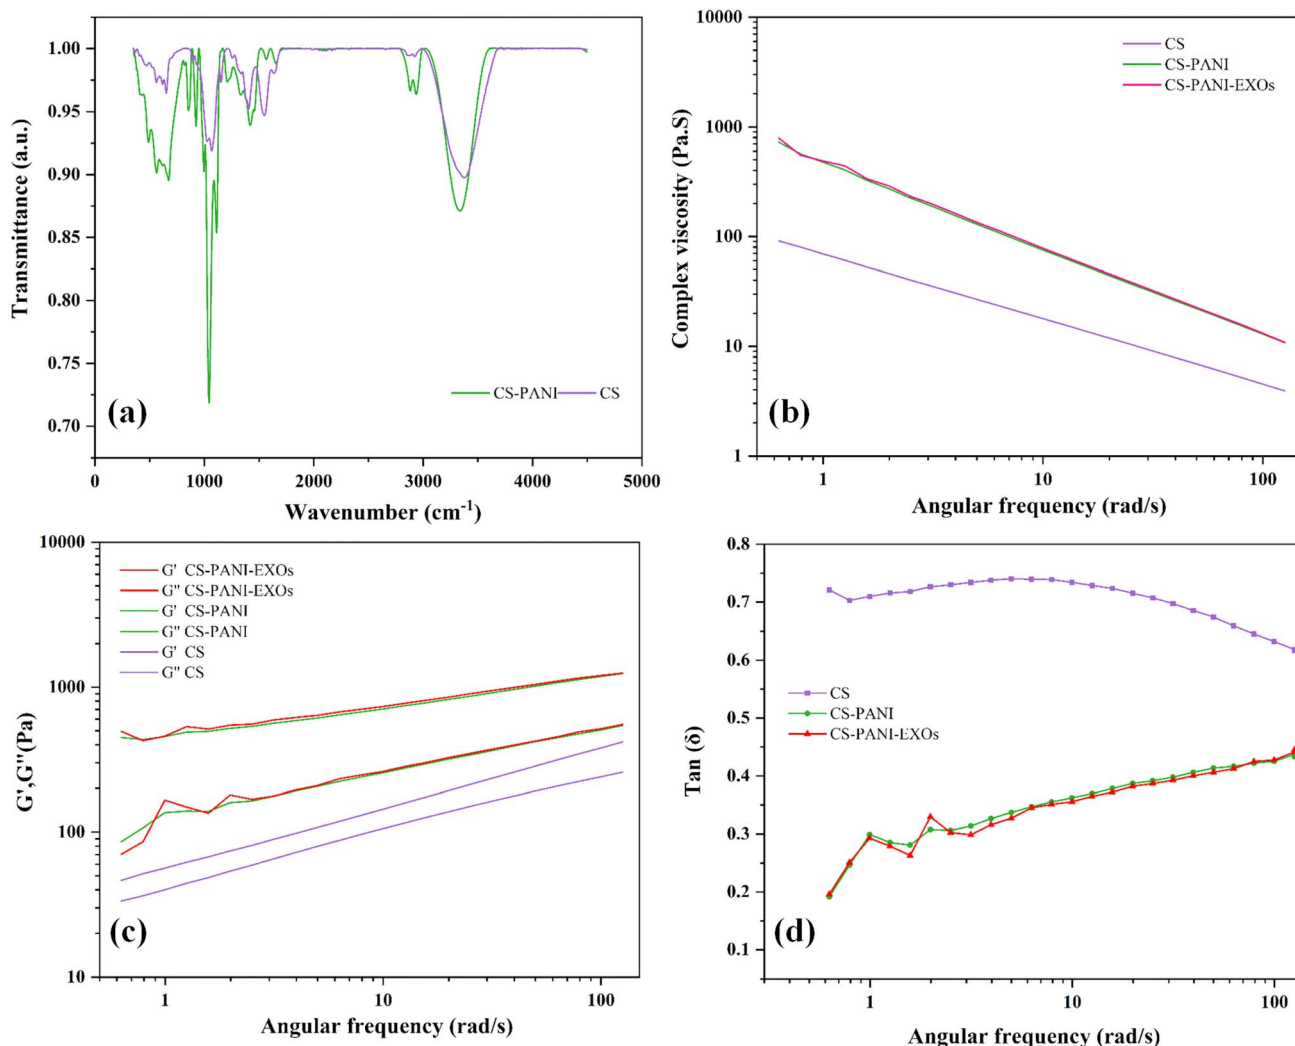 1.00
0.95
0.90
0.85
0.80
0.75
0.70
Transmittance (a.u.)
CS-PANI CS
(a)
0 1000 2000 3000 4000 5000
Wavenumber (cm-1)
10000
1000
100
10
1
Complex viscosity (Pa.S)
CS
CS-PANI
CS-PANI-EXOs
(b)
1 10 100
Angular frequency (rad/s)
10000
1000
100
10
G',G''(Pa)
G' CS-PANI-EXOs
G'' CS-PANI-EXOs
G' CS-PANI
G'' CS-PANI
G' CS
G'' CS
(c)
1 10 100
Angular frequency (rad/s)
0.8
0.7
0.6
0.5
0.4
0.3
0.2
0.1
Tan (δ)
CS
CS-PANI
CS-PANI-EXOs
(d)
1 10 100
Angular frequency (rad/s)